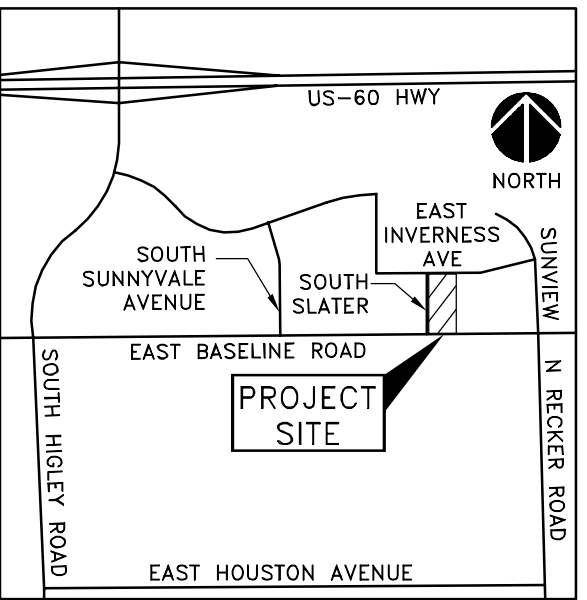 US-60 HWY
NORTH
EAST
INVERNESS
AVE
SUNVIEW
SOUTH
SUNNYVALE
AVENUE
SOUTH
SLATER
EAST BASELINE ROAD
PROJECT
SITE
SOUTH HIGLEY ROAD
N RECKER ROAD
EAST HOUSTON AVENUE